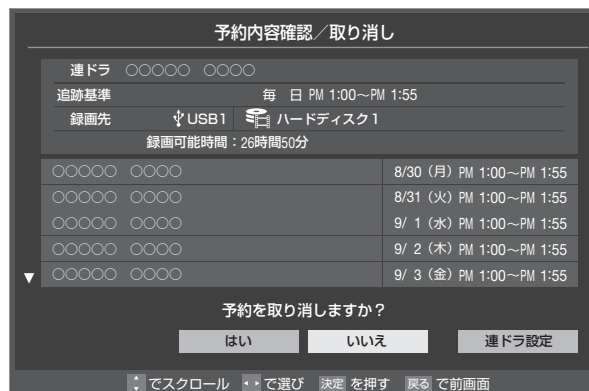 予約内容確認／取り消し
連ドラ ○○○○○ ○○○○
追跡基準 毎 日 PM 1:00～PM 1:55
録画先 USB1 ハードディスク1
録画可能時間：26時間50分
○○○○○ ○○○○ 8/30（月）PM 1:00～PM 1:55
○○○○○ ○○○○ 8/31（火）PM 1:00～PM 1:55
○○○○○ ○○○○ 9/ 1（水）PM 1:00～PM 1:55
○○○○○ ○○○○ 9/ 2（木）PM 1:00～PM 1:55
▼ ○○○○○ ○○○○ 9/ 3（金）PM 1:00～PM 1:55
予約を取り消しますか？
はい いいえ 連ドラ設定
でスクロール で選び 決定 を押す 戻る で前画面